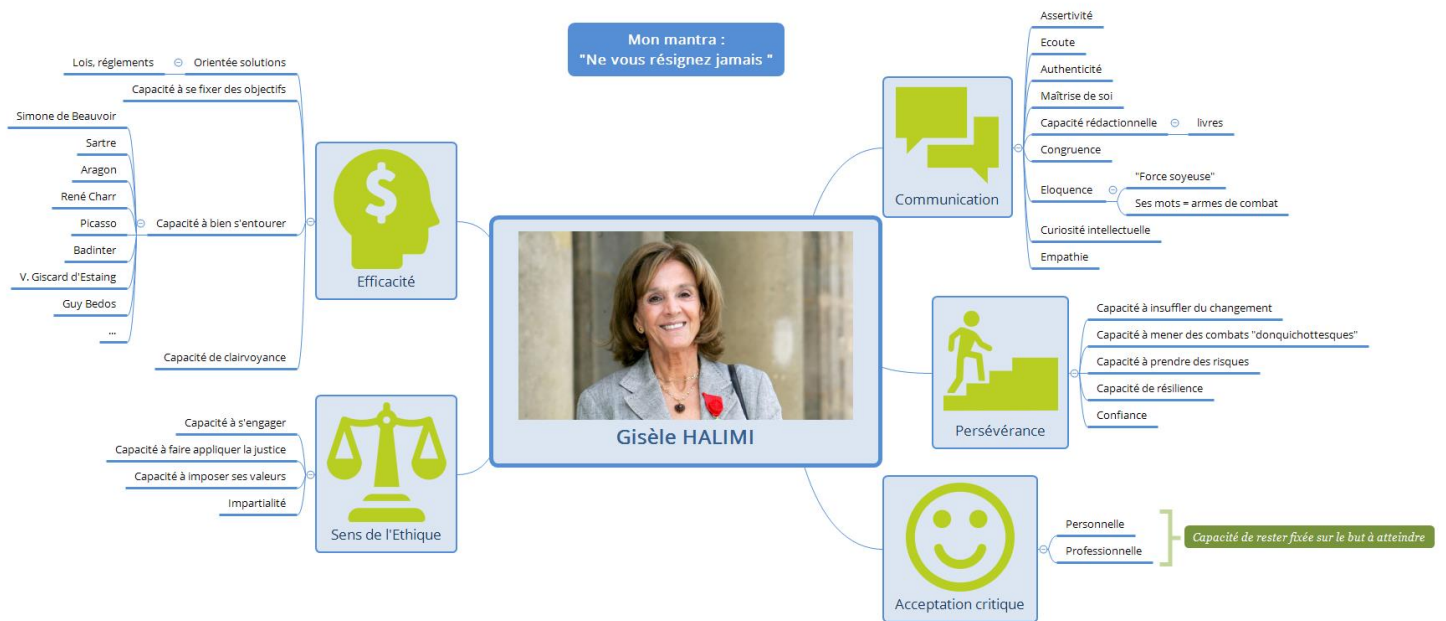 Mon mantra :
"Ne vous résignez jamais "
Gisèle HALIMI
Communication
Assertivité
Ecoute
Authenticité
Maîtrise de soi
Capacité rédactionnelle
livres
Congruence
Eloquence
"Force soyeuse"
Ses mots = armes de combat
Curiosité intellectuelle
Empathie
Persévérance
Capacité à insuffler du changement
Capacité à mener des combats "donquichottesques"
Capacité à prendre des risques
Capacité de résilience
Confiance
Acceptation critique
Personnelle
Professionnelle
Capacité de rester fixée sur le but à atteindre
Efficacité
Orientée solutions
Lois, réglements
Capacité à se fixer des objectifs
Capacité à bien s'entourer
Simone de Beauvoir
Sartre
Aragon
René Charr
Picasso
Badinter
V. Giscard d'Estaing
Guy Bedos
...
Capacité de clairvoyance
Sens de l'Ethique
Capacité à s'engager
Capacité à faire appliquer la justice
Capacité à imposer ses valeurs
Impartialité